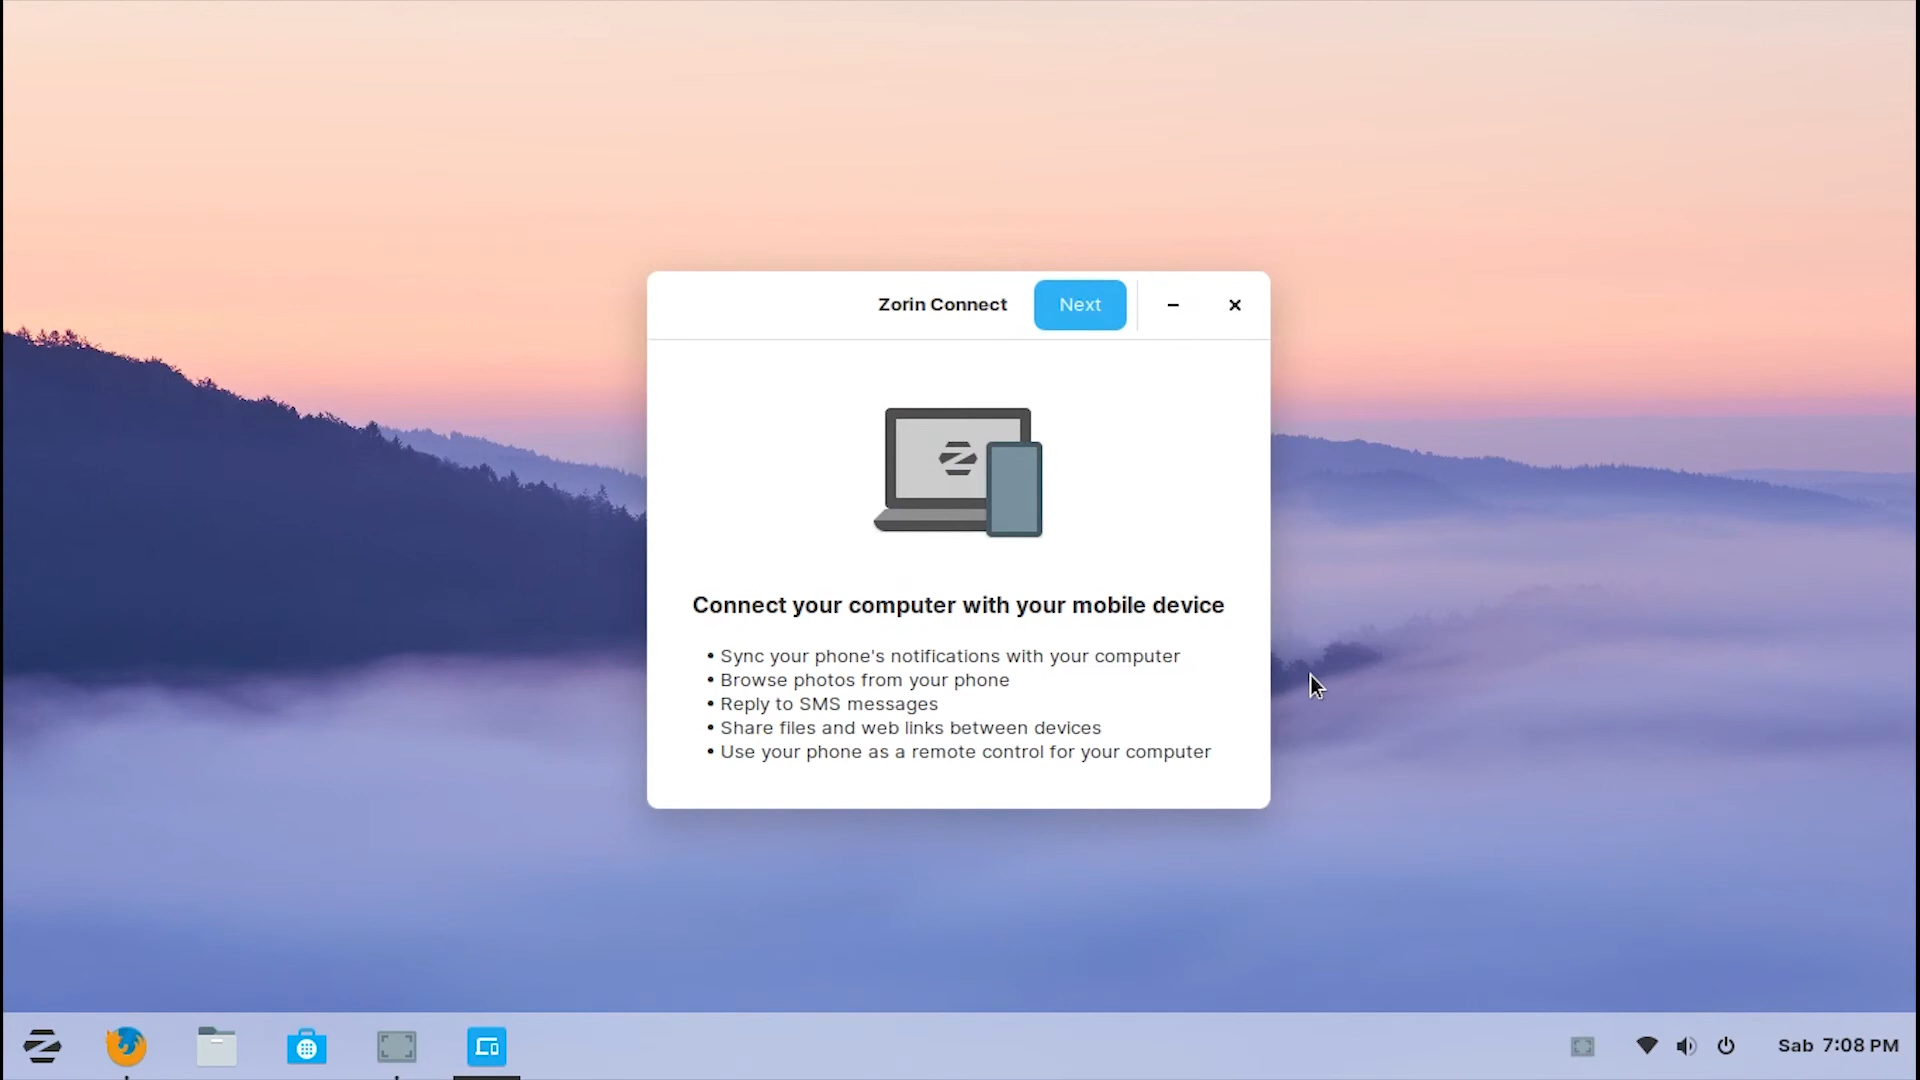 Zorin Connect
Next
Connect your computer with your mobile device
• Sync your phone's notifications with your computer
• Browse photos from your phone
• Reply to SMS messages
• Share files and web links between devices
• Use your phone as a remote control for your computer
Sab 7:08 PM